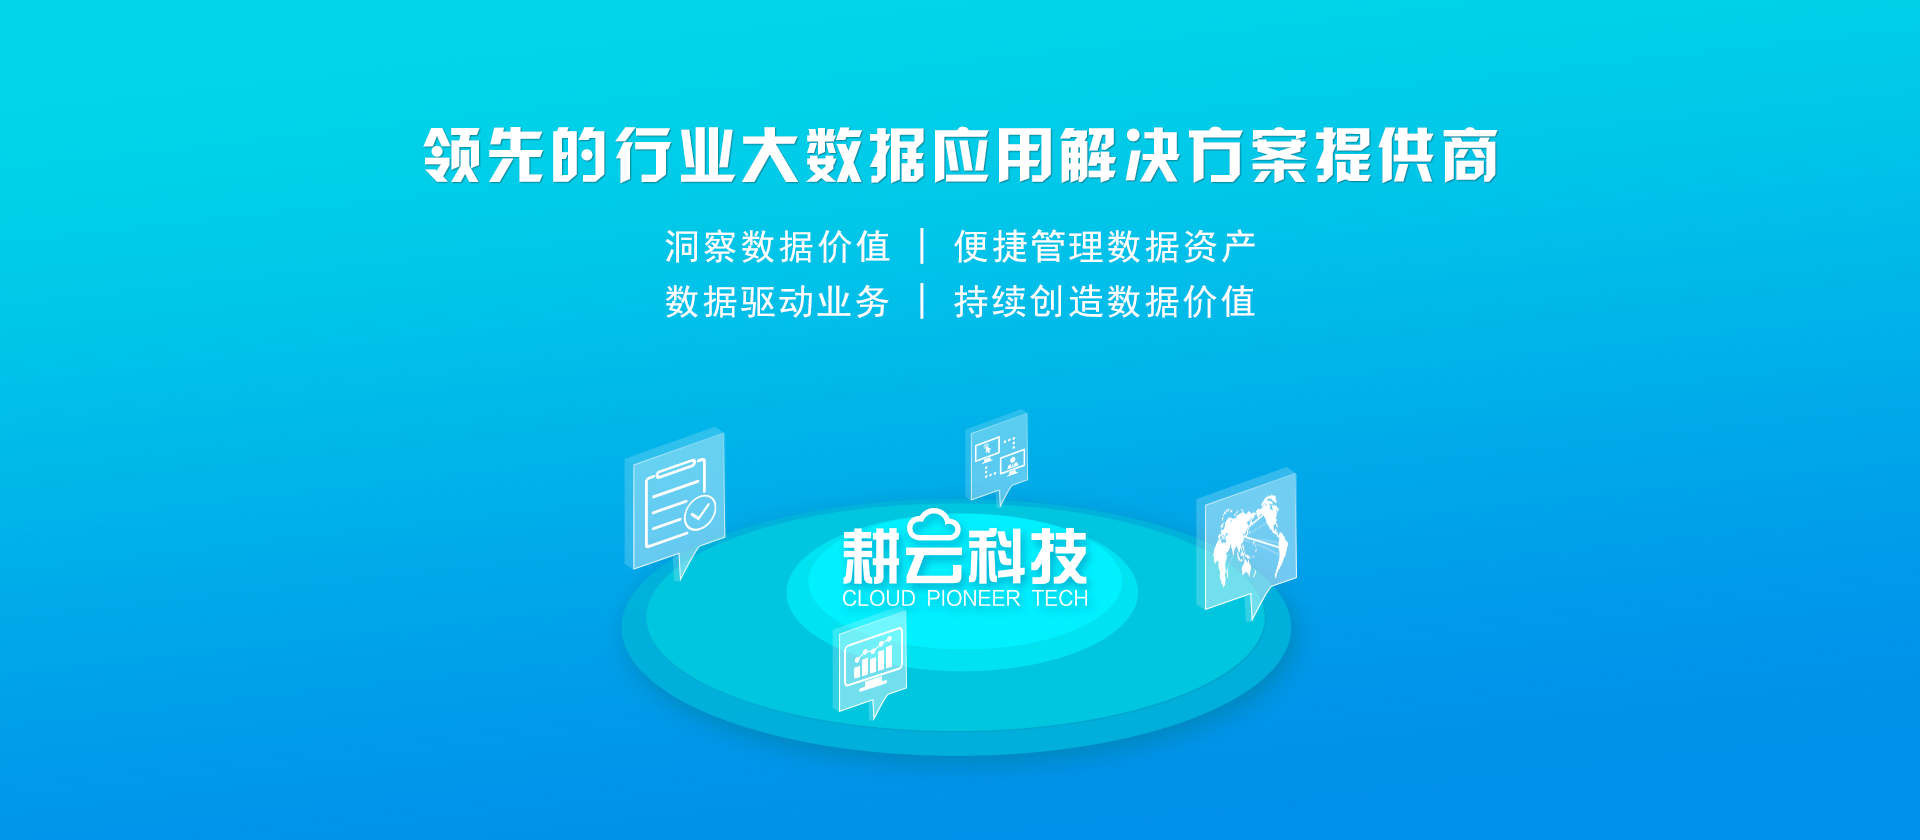 领先的行业大数据应用解决方案提供商
洞察数据价值 | 便捷管理数据资产
数据驱动业务 | 持续创造数据价值
耕云科技
CLOUD PIONEER TECH